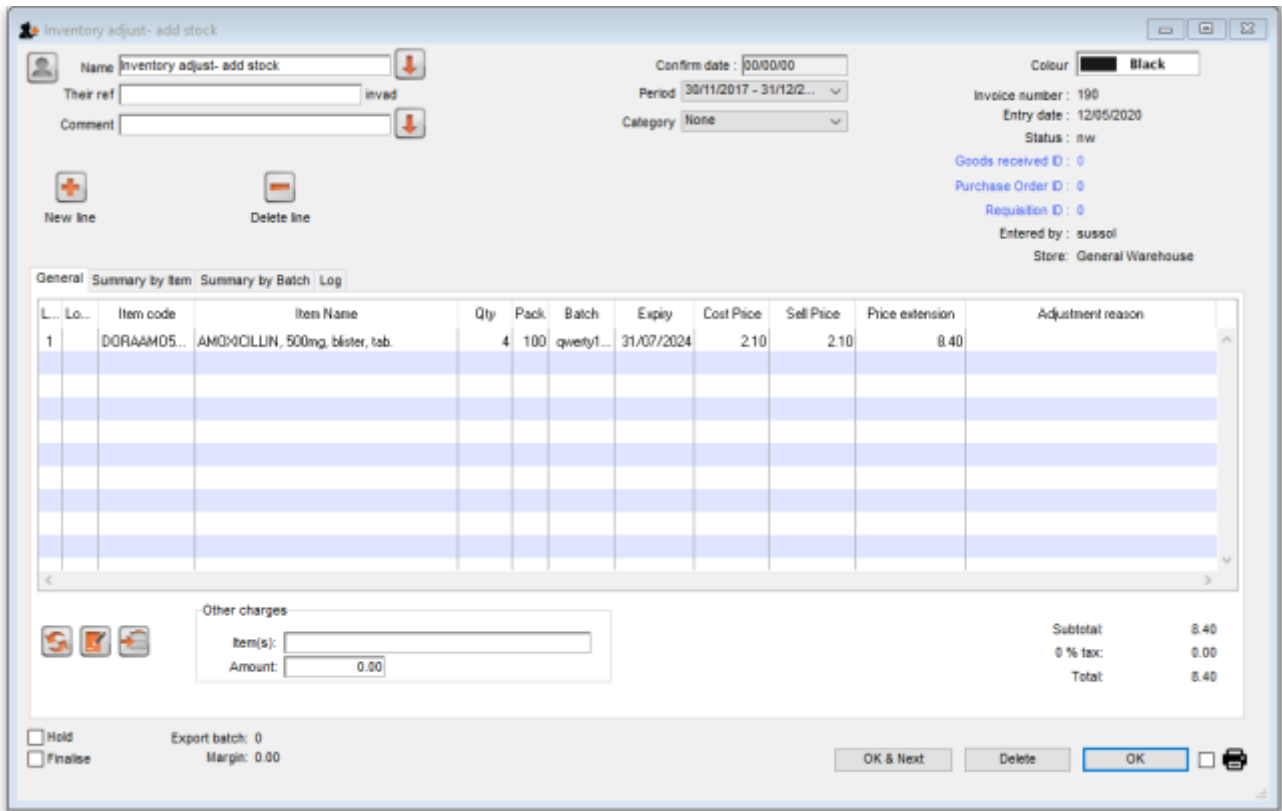 Inventory adjust- add stock
Name Inventory adjust- add stock
Confirm date : 00/00/00
Colour Black
Their ref invad
Period 30/11/2017 - 31/12/2...
Invoice number : 190
Comment
Category None
Entry date : 12/05/2020
Status : nw
Goods received ID : 0
Purchase Order ID : 0
New line Delete line
Requisition ID : 0
Entered by : sussol
Store: General Warehouse
General Summary by Item Summary by Batch Log
L... Lo... Item code Item Name Qty Pack Batch Expiry Cost Price Sell Price Price extension Adjustment reason
1 DORAAMO5... AMOXICILLIN, 500mg, blister, tab. 4 100 qwerty1... 31/07/2024 2.10 2.10 8.40
Other charges
Item(s):
Amount: 0.00
Subtotal: 8.40
0 % tax: 0.00
Total: 8.40
Hold Export batch: 0
Finalise Margin: 0.00
OK & Next Delete OK